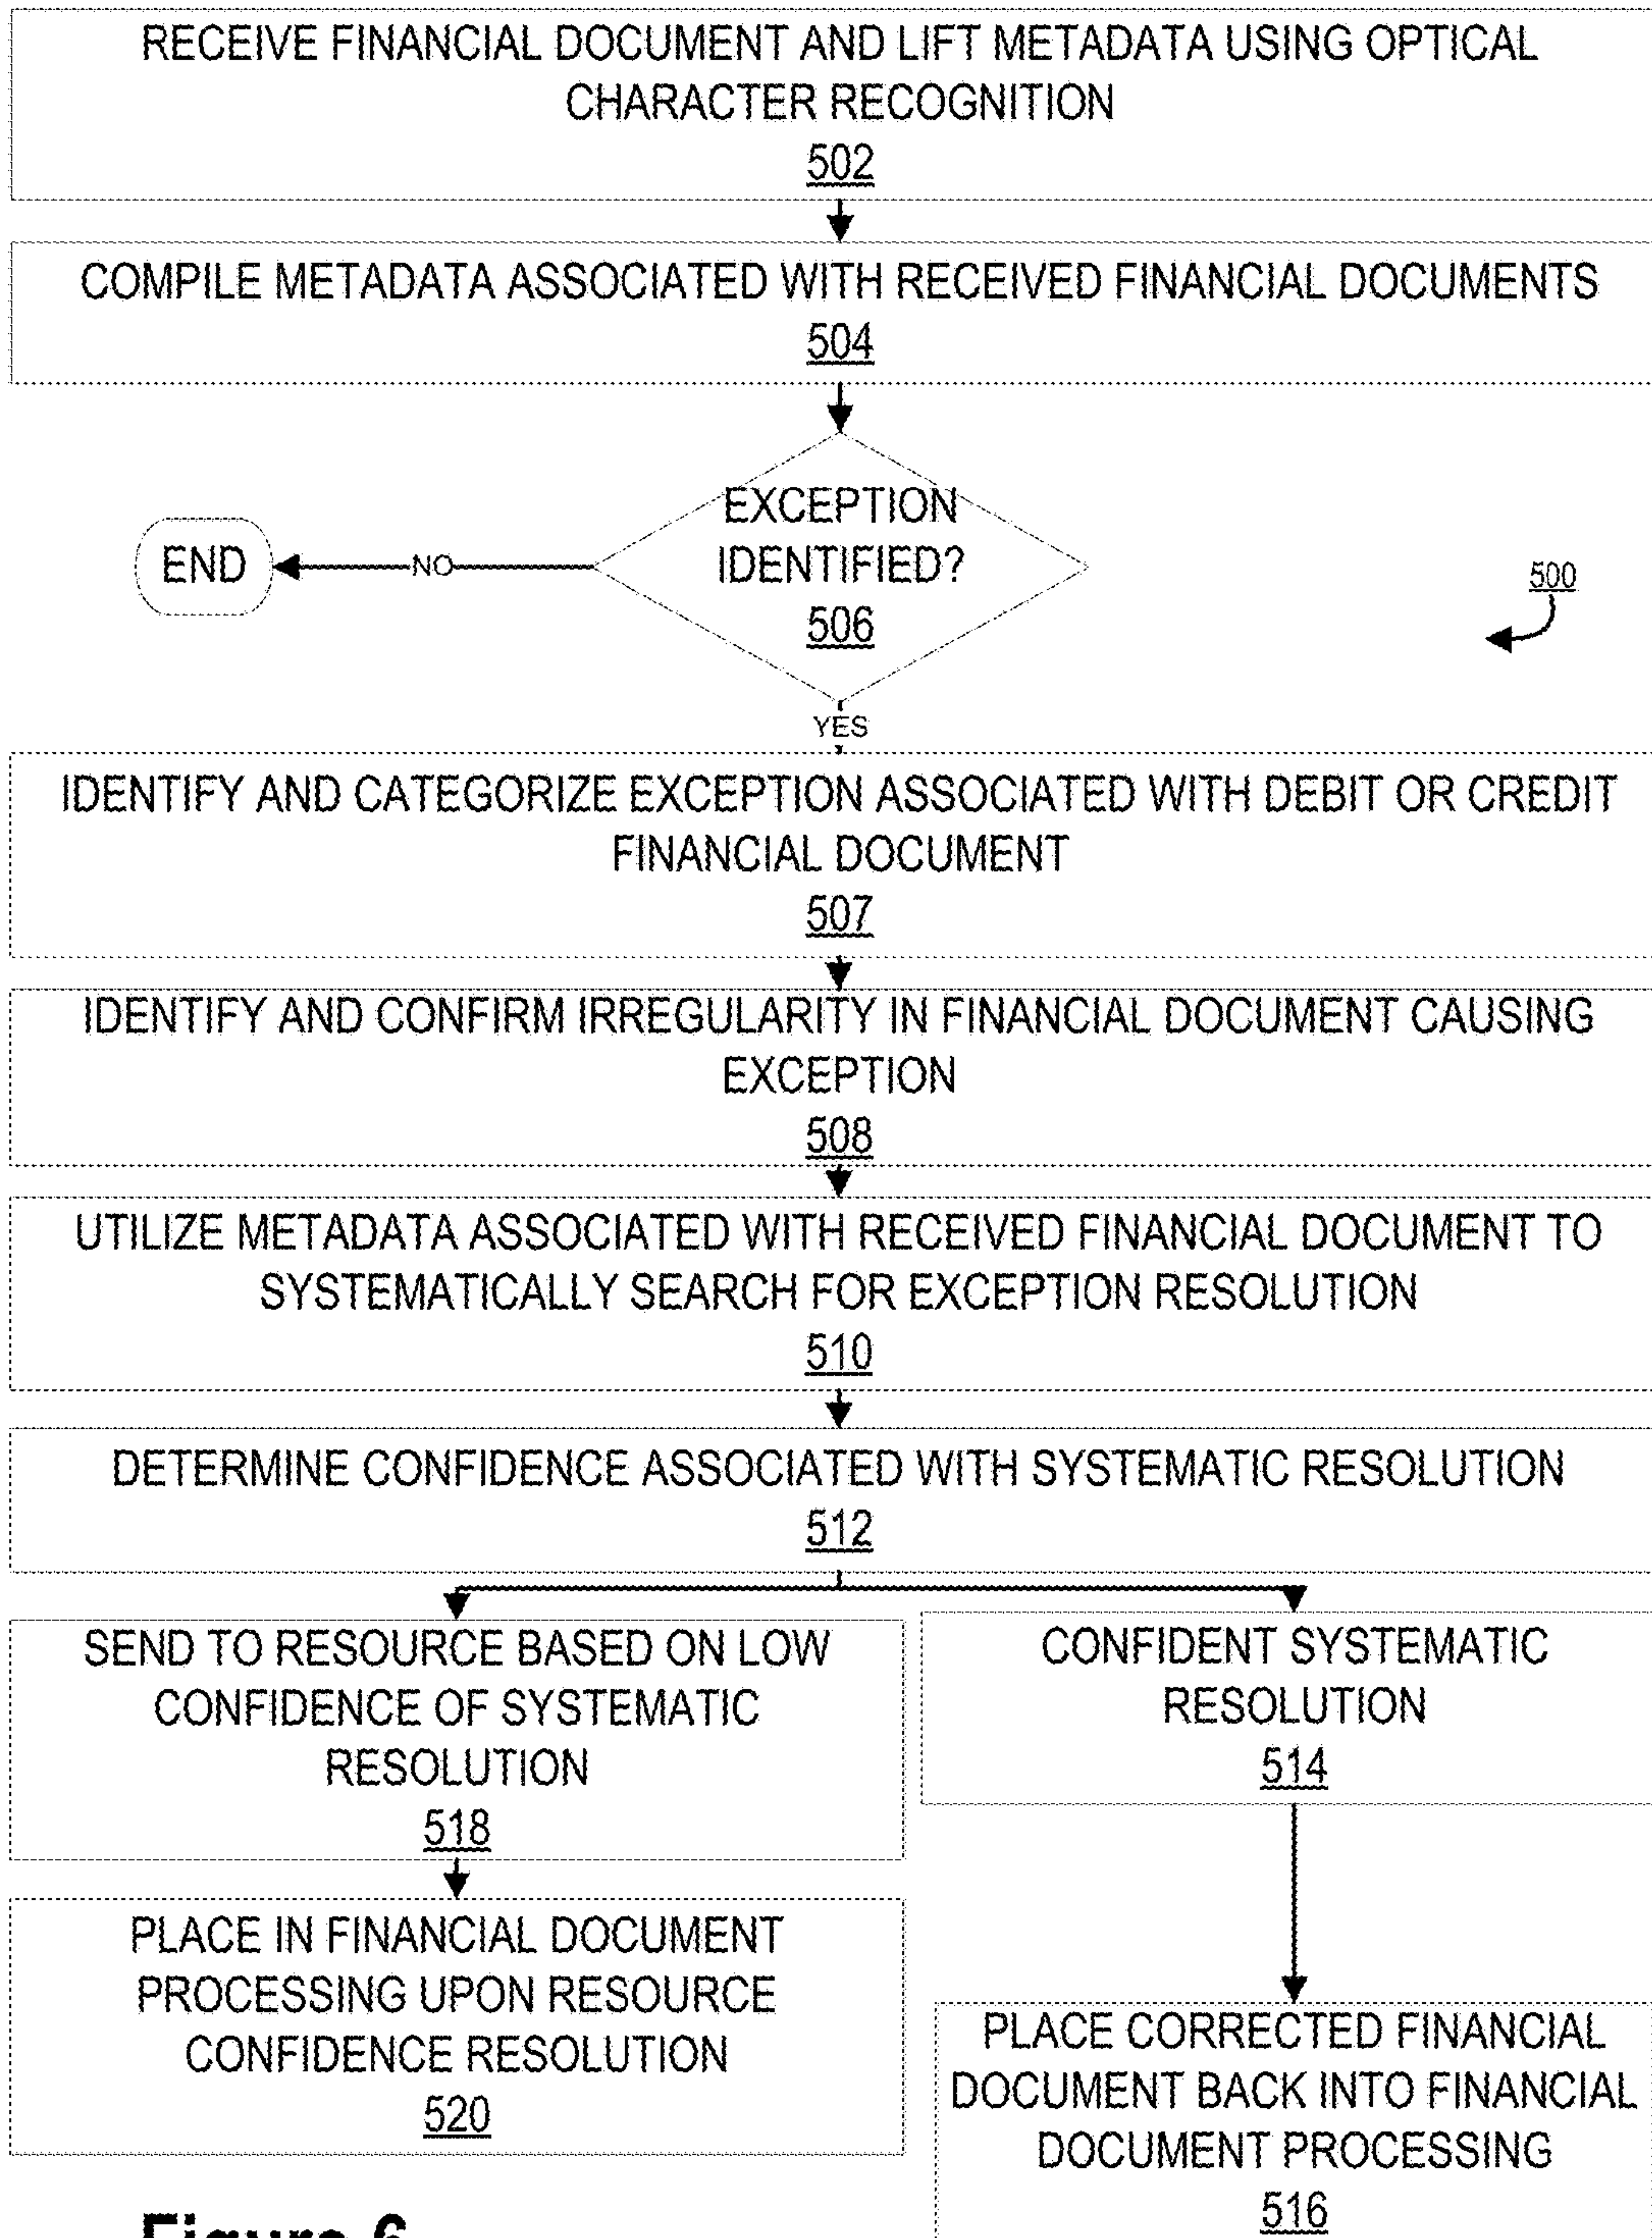 RECEIVE FINANCIAL DOCUMENT AND LIFT METADATA USING OPTICAL
CHARACTER RECOGNITION
502
COMPILE METADATA ASSOCIATED WITH RECEIVED FINANCIAL DOCUMENTS
504
EXCEPTION
IDENTIFIED?
506
END
NO
500
YES
IDENTIFY AND CATEGORIZE EXCEPTION ASSOCIATED WITH DEBIT OR CREDIT
FINANCIAL DOCUMENT
507
IDENTIFY AND CONFIRM IRREGULARITY IN FINANCIAL DOCUMENT CAUSING
EXCEPTION
508
UTILIZE METADATA ASSOCIATED WITH RECEIVED FINANCIAL DOCUMENT TO
SYSTEMATICALLY SEARCH FOR EXCEPTION RESOLUTION
510
DETERMINE CONFIDENCE ASSOCIATED WITH SYSTEMATIC RESOLUTION
512
SEND TO RESOURCE BASED ON LOW
CONFIDENCE OF SYSTEMATIC
RESOLUTION
518
CONFIDENT SYSTEMATIC
RESOLUTION
514
PLACE IN FINANCIAL DOCUMENT
PROCESSING UPON RESOURCE
CONFIDENCE RESOLUTION
520
PLACE CORRECTED FINANCIAL
DOCUMENT BACK INTO FINANCIAL
DOCUMENT PROCESSING
516
Figure 6